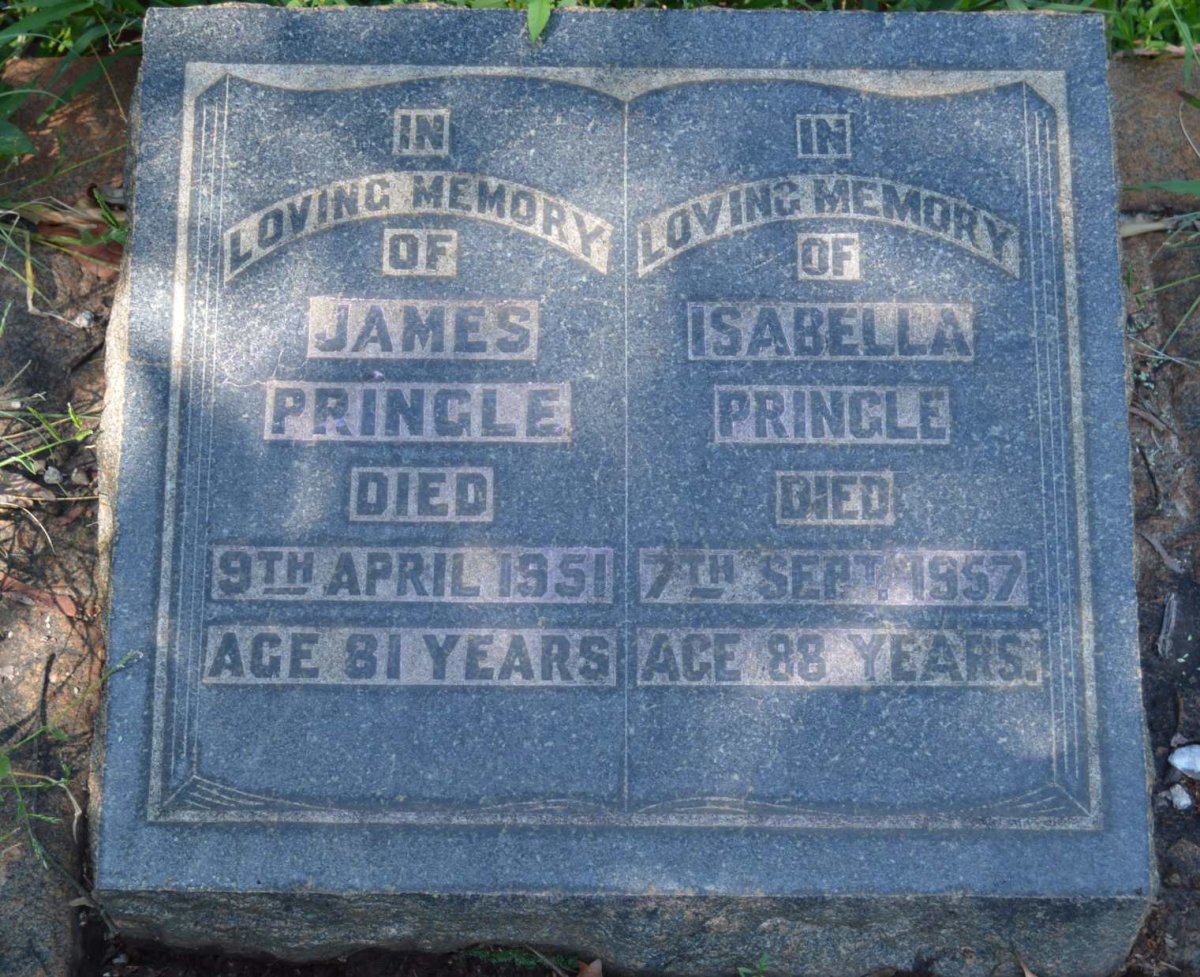 IN
LOVING MEMORY
OF
JAMES
PRINGLE
DIED
9TH APRIL 1951
AGE 81 YEARS
IN
LOVING MEMORY
OF
ISABELLA
PRINGLE
DIED
7TH SEPT. 1957
AGE 88 YEARS.